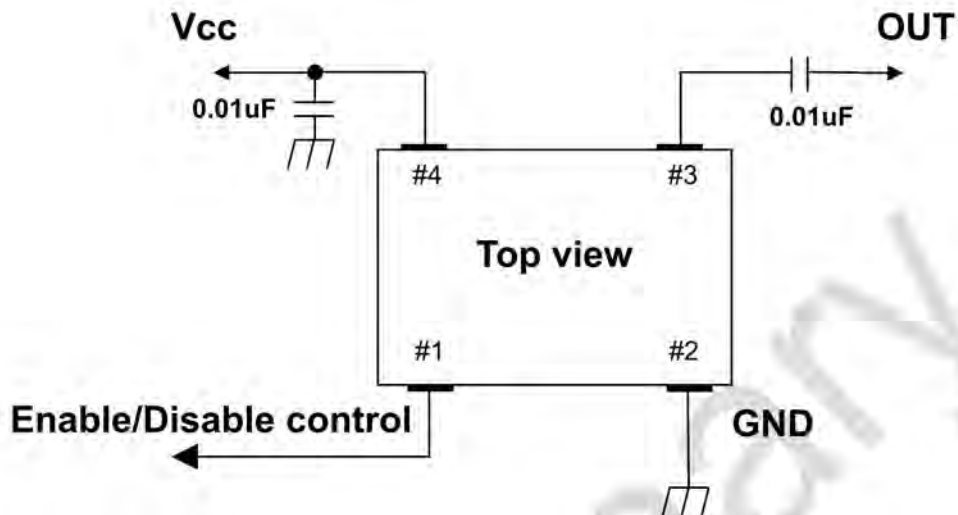 Vcc
OUT
0.01uF
0.01uF
#4
#3
Top view
#1
#2
Enable/Disable control
GND